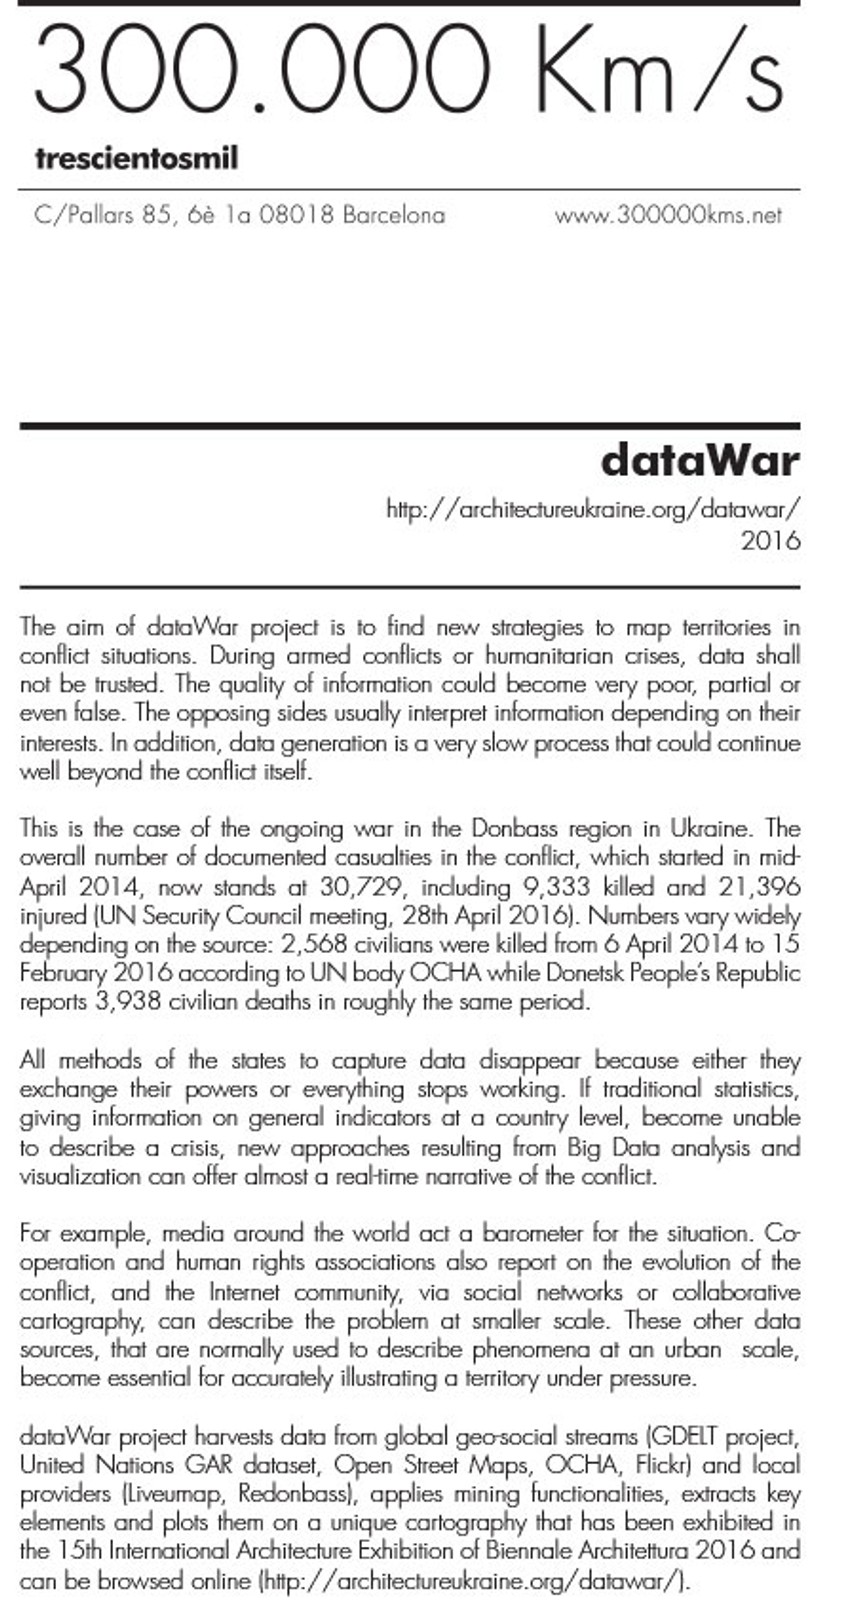 300.000 Km/s
trescientosmil
C/Pallars 85, 6è 1a 08018 Barcelona www.300000kms.net
dataWar
http://architectureukraine.org/datawar/
2016
The aim of dataWar project is to find new strategies to map territories in
conflict situations. During armed conflicts or humanitarian crises, data shall
not be trusted. The quality of information could become very poor, partial or
even false. The opposing sides usually interpret information depending on their
interests. In addition, data generation is a very slow process that could continue
well beyond the conflict itself.
This is the case of the ongoing war in the Donbass region in Ukraine. The
overall number of documented casualties in the conflict, which started in mid-
April 2014, now stands at 30,729, including 9,333 killed and 21,396
injured (UN Security Council meeting, 28th April 2016). Numbers vary widely
depending on the source: 2,568 civilians were killed from 6 April 2014 to 15
February 2016 according to UN body OCHA while Donetsk People’s Republic
reports 3,938 civilian deaths in roughly the same period.
All methods of the states to capture data disappear because either they
exchange their powers or everything stops working. If traditional statistics,
giving information on general indicators at a country level, become unable
to describe a crisis, new approaches resulting from Big Data analysis and
visualization can offer almost a real-time narrative of the conflict.
For example, media around the world act a barometer for the situation. Co-
operation and human rights associations also report on the evolution of the
conflict, and the Internet community, via social networks or collaborative
cartography, can describe the problem at smaller scale. These other data
sources, that are normally used to describe phenomena at an urban scale,
become essential for accurately illustrating a territory under pressure.
dataWar project harvests data from global geo-social streams (GDELT project,
United Nations GAR dataset, Open Street Maps, OCHA, Flickr) and local
providers (Liveumap, Redonbass), applies mining functionalities, extracts key
elements and plots them on a unique cartography that has been exhibited in
the 15th International Architecture Exhibition of Biennale Architettura 2016 and
can be browsed online (http://architectureukraine.org/datawar/).